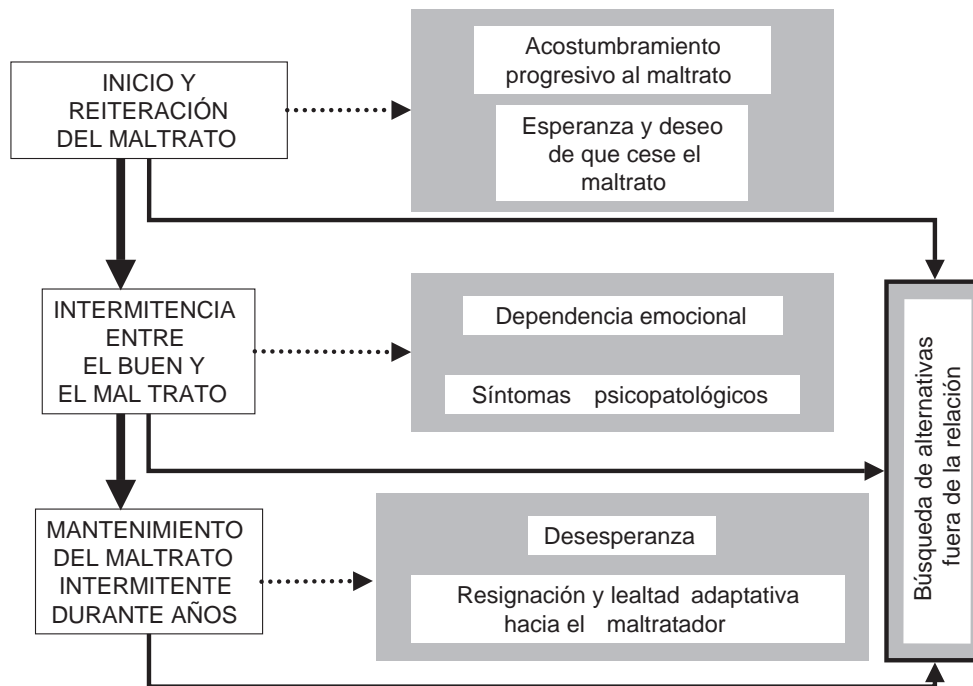 INICIO Y
REITERACIÓN
DEL MALTRATO
Acostumbramiento
progresivo al maltrato
Esperanza y deseo
de que cese el
maltrato
INTERMITENCIA
ENTRE
EL BUEN Y
EL MAL TRATO
Dependencia emocional
Síntomas psicopatológicos
MANTENIMIENTO
DEL MALTRATO
INTERMITENTE
DURANTE AÑOS
Desesperanza
Resignación y lealtad adaptativa
hacia el maltratador
Búsqueda de alternativas
fuera de la relación